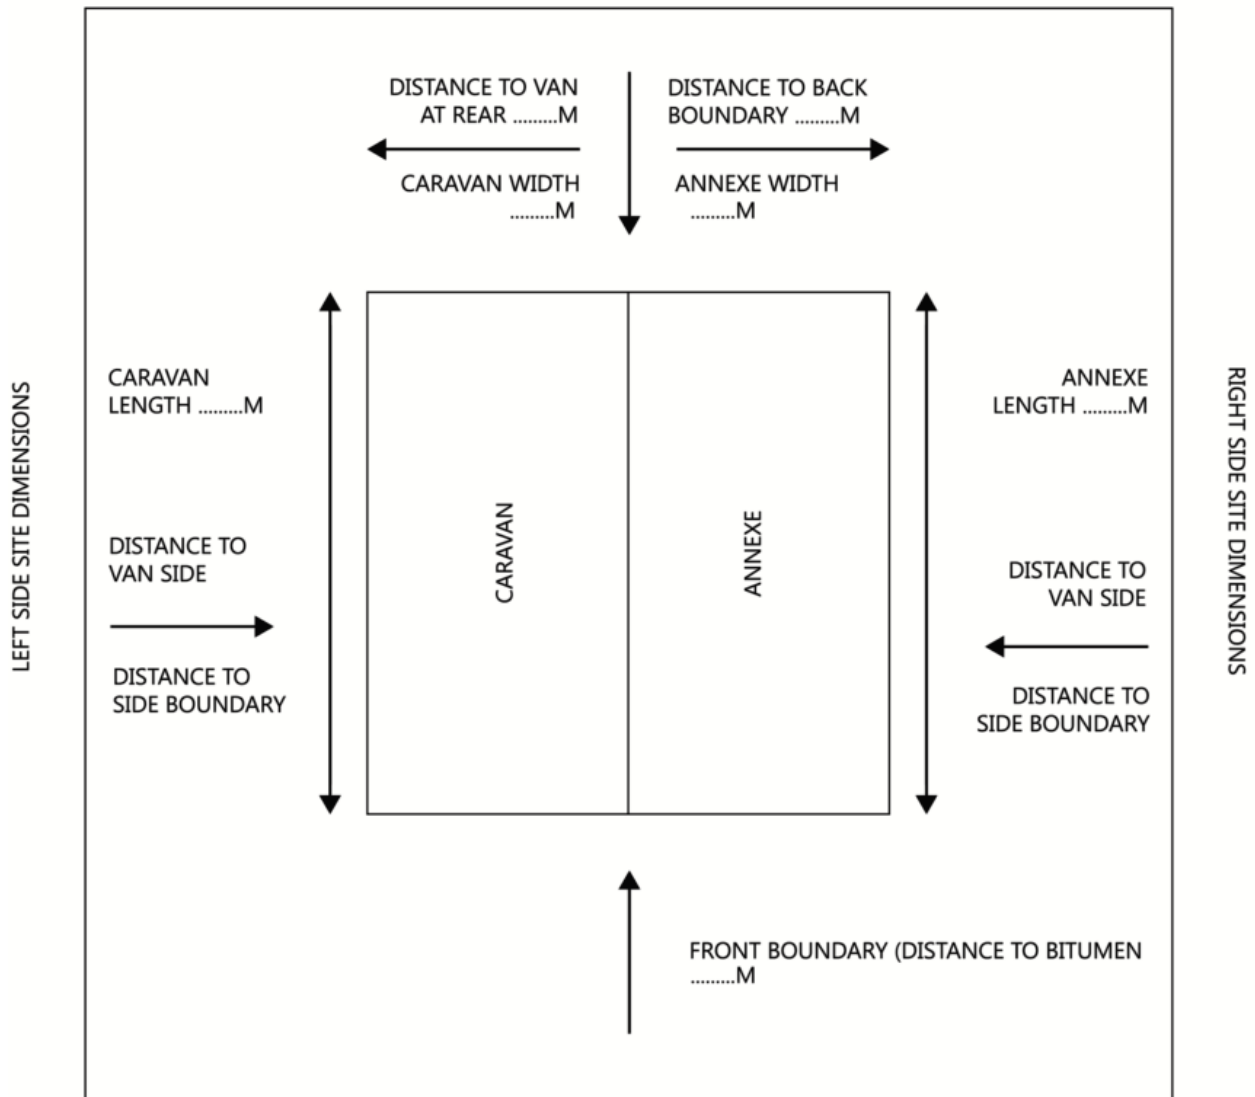 DISTANCE TO VAN
AT REAR .........M
DISTANCE TO BACK
BOUNDARY .........M
CARAVAN WIDTH
.........M
ANNEXE WIDTH
.........M
LEFT SIDE SITE DIMENSIONS
CARAVAN
LENGTH .........M
DISTANCE TO
VAN SIDE
DISTANCE TO
SIDE BOUNDARY
CARAVAN
ANNEXE
ANNEXE
LENGTH .........M
DISTANCE TO
VAN SIDE
DISTANCE TO
SIDE BOUNDARY
RIGHT SIDE SITE DIMENSIONS
FRONT BOUNDARY (DISTANCE TO BITUMEN
.........M